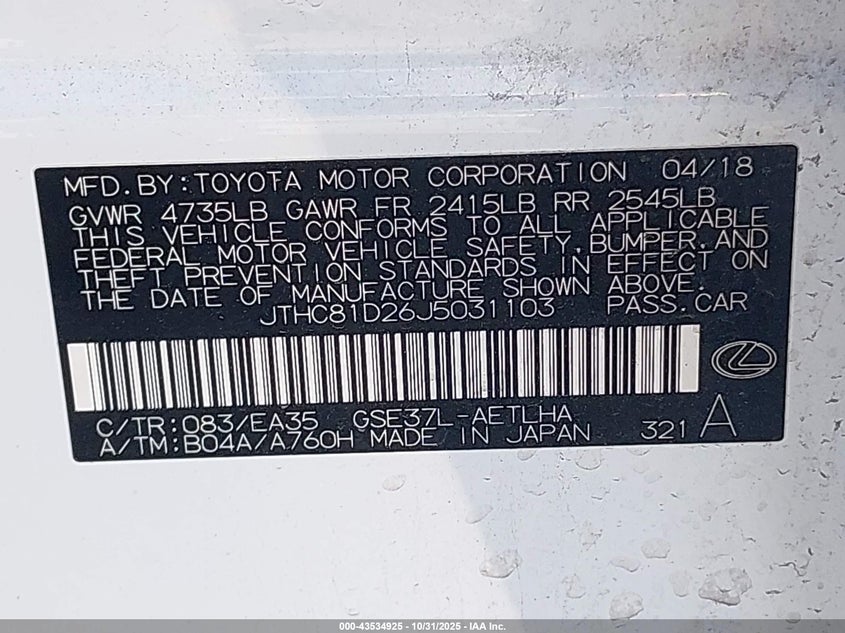 MFD. BY: TOYOTA MOTOR CORPORATION 04/18
GVWR 4735LB GAWR FR 2415LB RR 2545LB
THIS VEHICLE CONFORMS TO ALL APPLICABLE
FEDERAL MOTOR VEHICLE SAFETY, BUMPER, AND
THEFT PREVENTION STANDARDS IN EFFECT ON
THE DATE OF MANUFACTURE SHOWN ABOVE.
JTHC81D26J5031103 PASS. CAR
C/TR: 083/EA35 GSE37L-AETLHA
A/TM: B04A/A760H MADE IN JAPAN 321 A
000-43534925 - 10/31/2025 - IAA Inc.